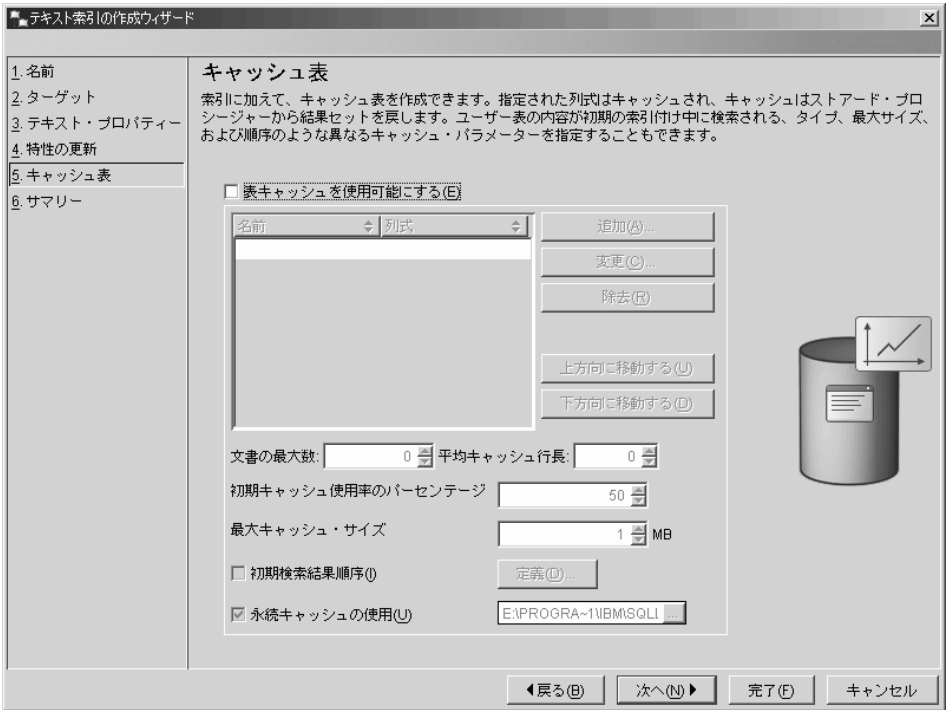 テキスト索引の作成ウィザード
1. 名前
2. ターゲット
3. テキスト・プロパティー
4. 特性の更新
5. キャッシュ表
6. サマリー
キャッシュ表
索引に加えて、キャッシュ表を作成できます。指定された列式はキャッシュされ、キャッシュはストアード・プロ
シージャーから結果セットを戻します。ユーザー表の内容が初期の索引付け中に検索される、タイプ、最大サイズ、
および順序のような異なるキャッシュ・パラメーターを指定することもできます。
表キャッシュを使用可能にする(E)
名前 列式
追加(A)...
変更(C)...
除去(R)
上方向に移動する(U)
下方向に移動する(D)
文書の最大数: 0 平均キャッシュ行長: 0
初期キャッシュ使用率のパーセンテージ 50
最大キャッシュ・サイズ 1 MB
初期検索結果順序(I) 定義(D)...
永続キャッシュの使用(U) E:\PROGRA~1\IBM\SQLL ...
戻る(B) 次へ(N) 完了(F) キャンセル